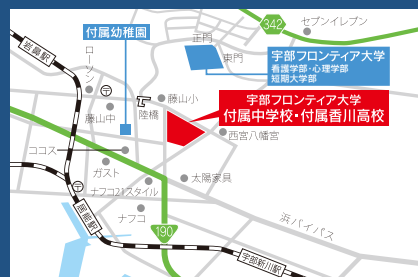 342
セブンイレブン
正門
東門
付属幼稚園
宇部フロンティア大学
看護学部・心理学部
短期大学部
岩鼻駅
ローソン
〒
藤山中
陸橋
藤山小
宇部フロンティア大学
付属中学校・付属香川高校
西宮八幡宮
ココス
ガスト
〒
ナフコ21スタイル
太陽家具
居能駅
ナフコ
190
浜バイパス
宇部新川駅